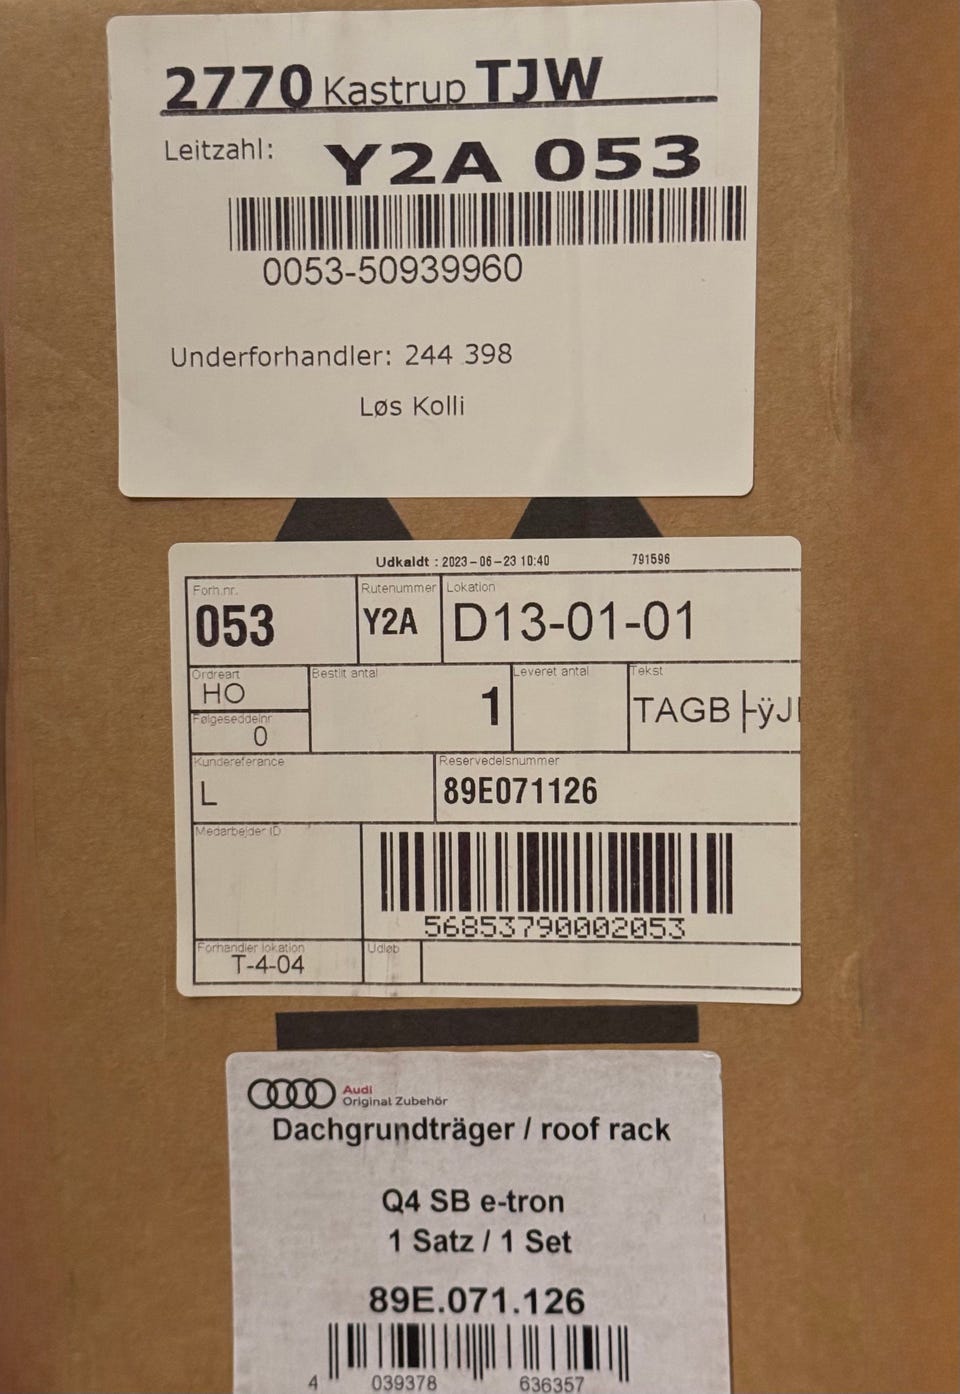 2770 Kastrup TJW
Leitzahl: Y2A 053
0053-50939960
Underforhandler: 244 398
Løs Kolli
Udkaldt : 2023-06-23 10:40 791596
Forh.nr. Rutenummer Lokation
053 Y2A D13-01-01
Ordreart Bestilt antal Leveret antal Tekst
HO 1 TAGB ├ÿJ
Følgeseddelnr
0
Kundereferance Reservedelsnummer
L 89E071126
Medarbejder ID
56853790002053
Forhandler lokation Udløb
T-4-04
Audi
Original Zubehör
Dachgrundträger / roof rack
Q4 SB e-tron
1 Satz / 1 Set
89E.071.126
4 039378 636357